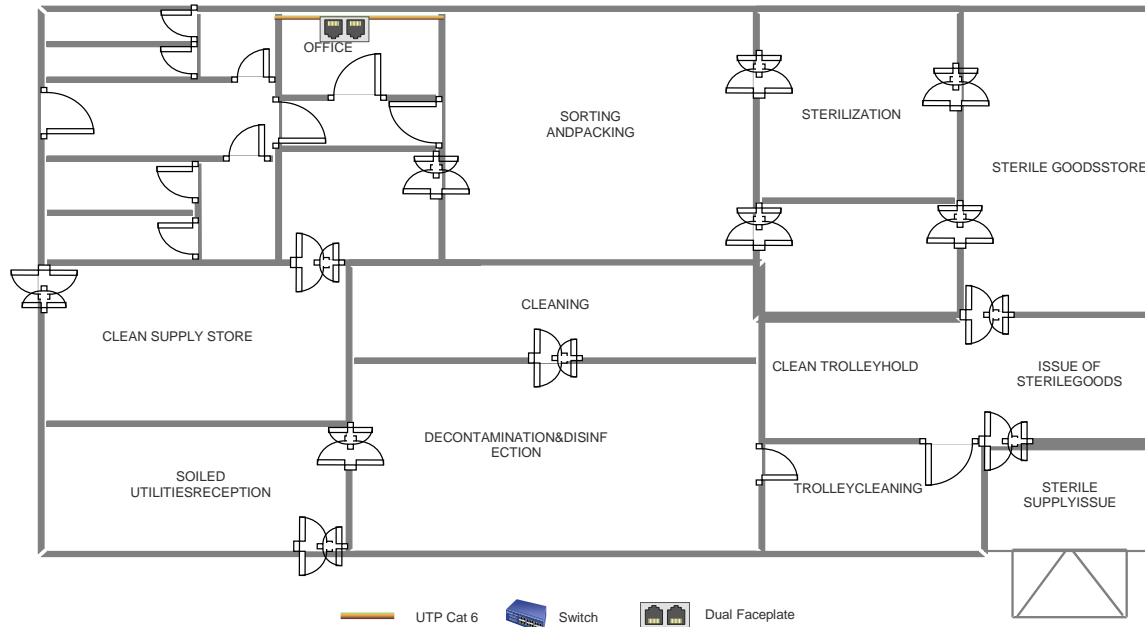 OFFICE
SORTING
ANDPACKING
STERILIZATION
STERILE GOODSSTORE
CLEANING
CLEAN SUPPLY STORE
CLEAN TROLLEYHOLD
ISSUE OF
STERILEGOODS
DECONTAMINATION&DISINF
ECTION
SOILED
UTILITIESRECEPTION
TROLLEYCLEANING
STERILE
SUPPLYISSUE
UTP Cat 6
Switch
Dual Faceplate